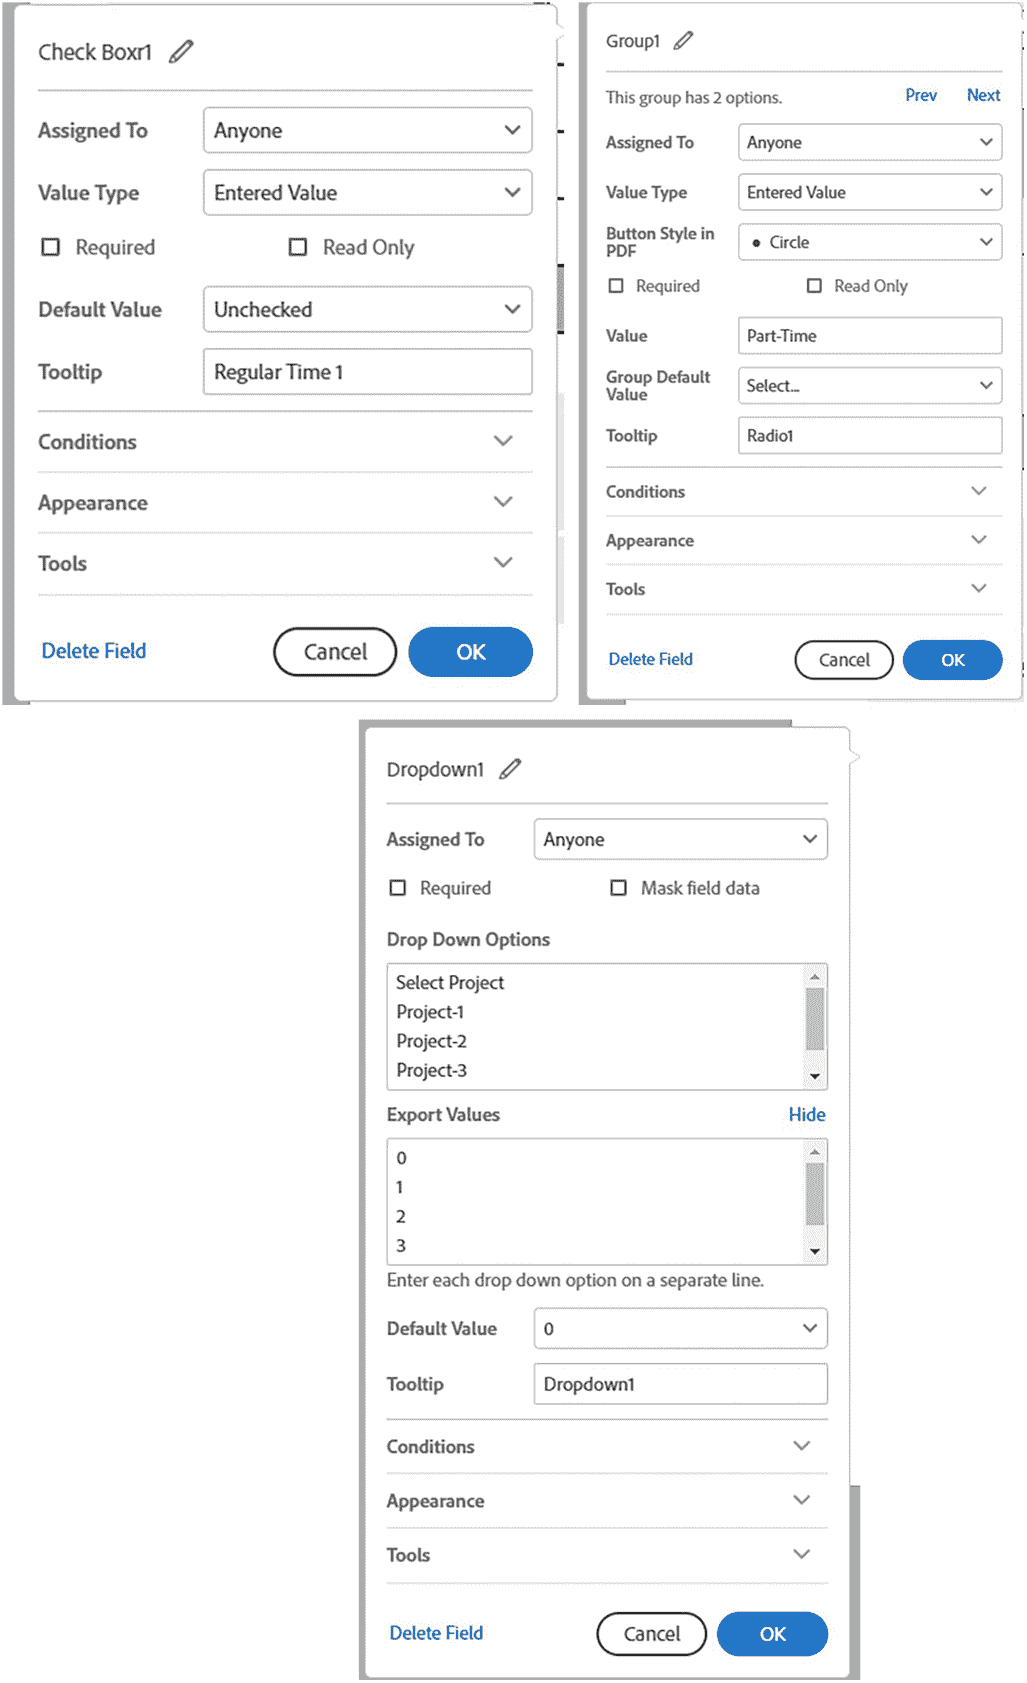 Check Boxr1
Assigned To Anyone
Value Type Entered Value
Required Read Only
Default Value Unchecked
Tooltip Regular Time 1
Conditions
Appearance
Tools
Delete Field Cancel OK
Group1
This group has 2 options. Prev Next
Assigned To Anyone
Value Type Entered Value
Button Style in
PDF
● Circle
Required Read Only
Value Part-Time
Group Default
Value
Select...
Tooltip Radio1
Conditions
Appearance
Tools
Delete Field Cancel OK
Dropdown1
Assigned To Anyone
Required Mask field data
Drop Down Options
Select Project
Project-1
Project-2
Project-3
Export Values Hide
0
1
2
3
Enter each drop down option on a separate line.
Default Value 0
Tooltip Dropdown1
Conditions
Appearance
Tools
Delete Field Cancel OK